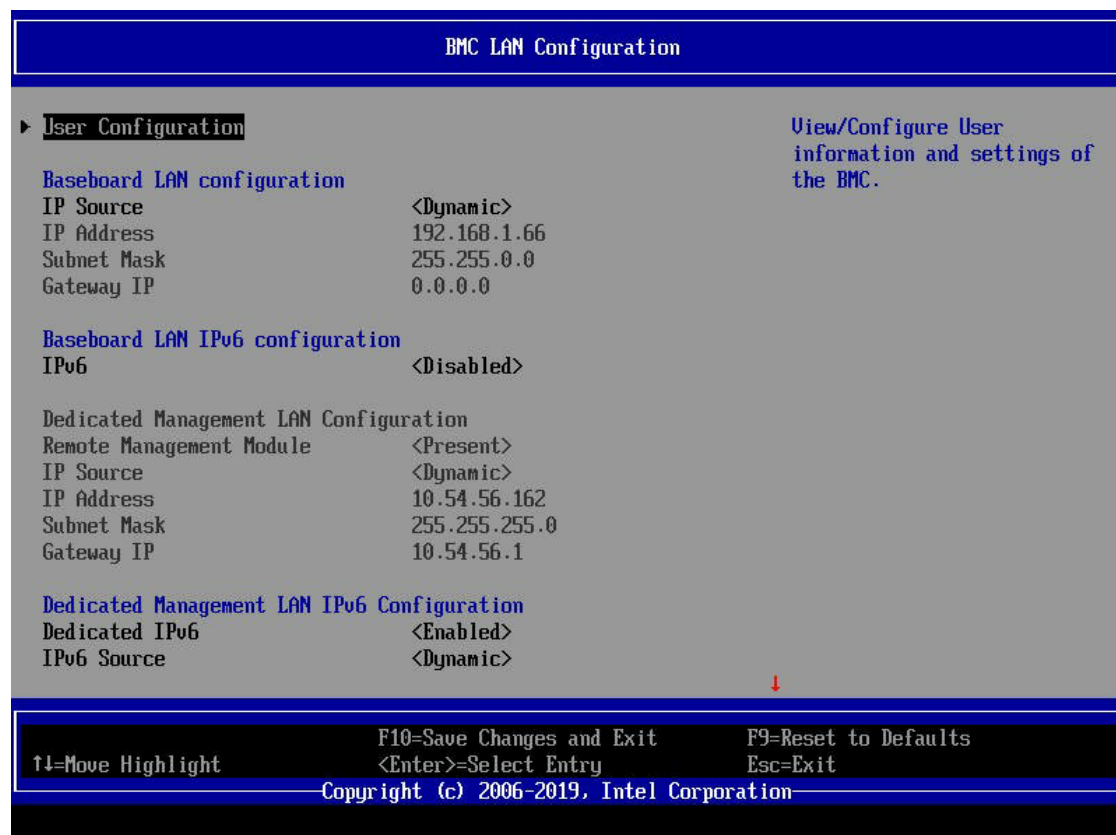 BMC LAN Configuration
User Configuration
View/Configure User
information and settings of
the BMC.
Baseboard LAN configuration
IP Source <Dynamic>
IP Address 192.168.1.66
Subnet Mask 255.255.0.0
Gateway IP 0.0.0.0
Baseboard LAN IPv6 configuration
IPv6 <Disabled>
Dedicated Management LAN Configuration
Remote Management Module <Present>
IP Source <Dynamic>
IP Address 10.54.56.162
Subnet Mask 255.255.255.0
Gateway IP 10.54.56.1
Dedicated Management LAN IPv6 Configuration
Dedicated IPv6 <Enabled>
IPv6 Source <Dynamic>
F10=Save Changes and Exit F9=Reset to Defaults
↑↓=Move Highlight <Enter>=Select Entry Esc=Exit
Copyright (c) 2006-2019, Intel Corporation